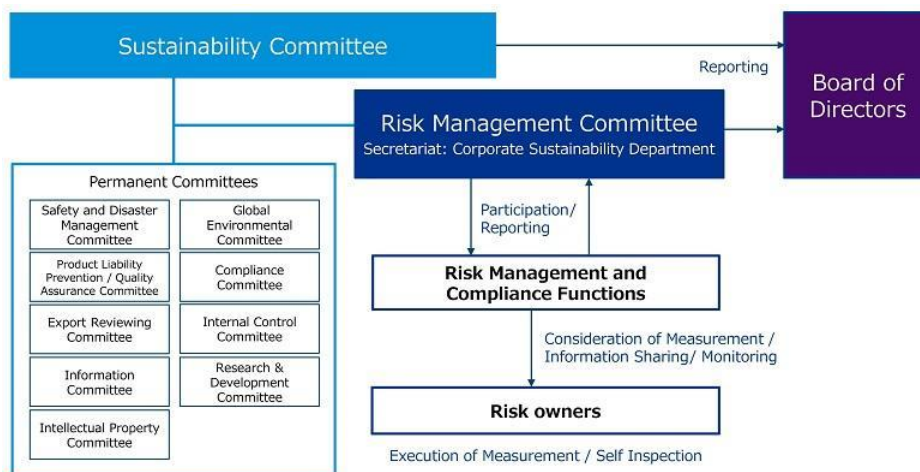 Sustainability Committee
Reporting
Board of
Directors
Risk Management Committee
Secretariat: Corporate Sustainability Department
Permanent Committees
Safety and Disaster
Management
Committee
Global
Environmental
Committee
Product Liability
Prevention / Quality
Assurance Committee
Compliance
Committee
Export Reviewing
Committee
Internal Control
Committee
Information
Committee
Research &
Development
Committee
Intellectual Property
Committee
Participation/
Reporting
Risk Management and
Compliance Functions
Consideration of Measurement /
Information Sharing/ Monitoring
Risk owners
Execution of Measurement / Self Inspection